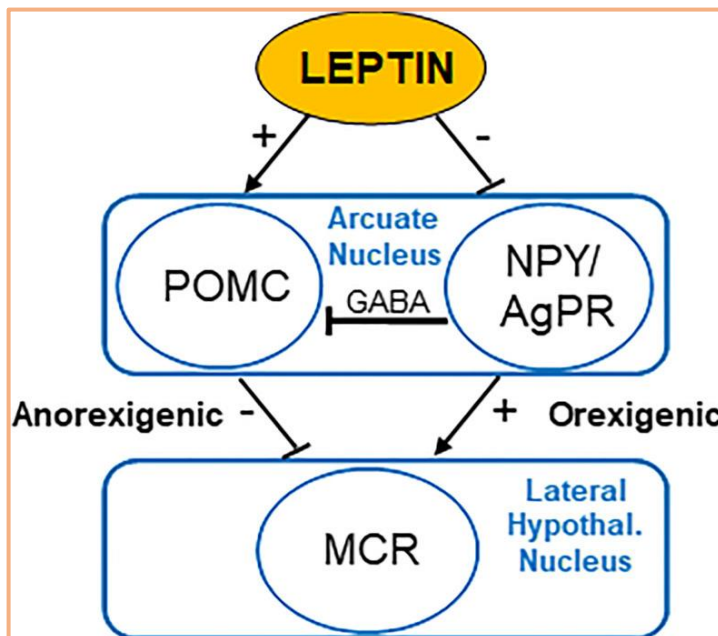 LEPTIN
+
-
Arcuate
Nucleus
POMC
NPY/
AgPR
GABA
Anorexigenic -
+ Orexigenic
MCR
Lateral
Hypothal.
Nucleus